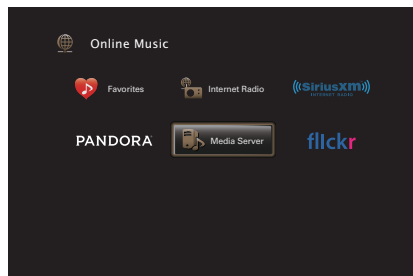 Online Music
Favorites
Internet Radio
((SiriusXM))
INTERNET RADIO
PANDORA
Media Server
flickr